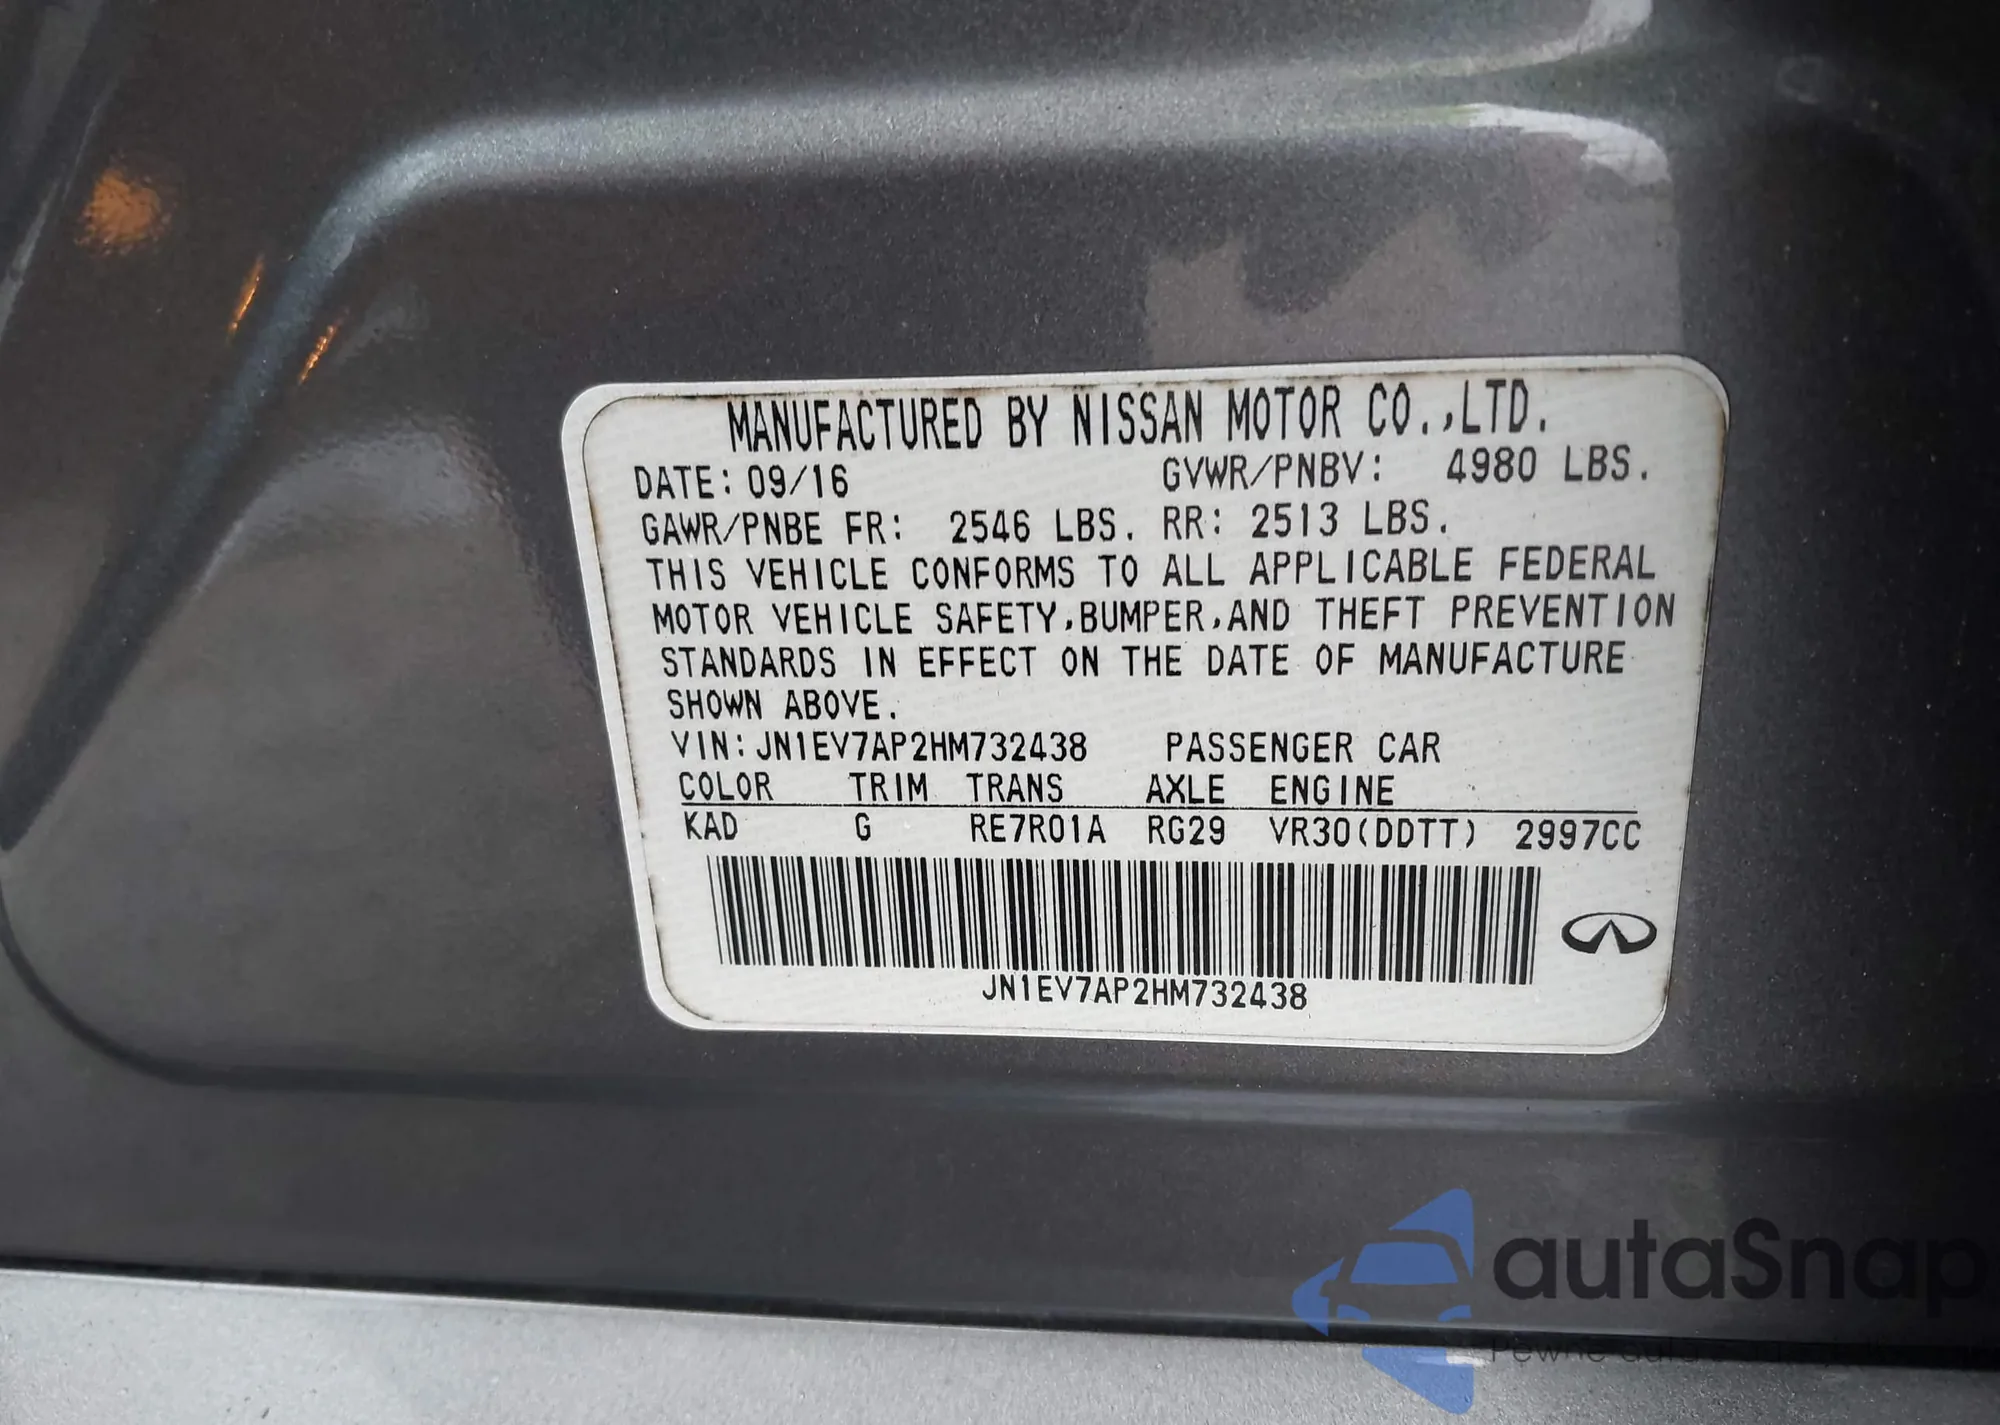 MANUFACTURED BY NISSAN MOTOR CO.,LTD.
DATE: 09/16 GVWR/PNBV: 4980 LBS.
GAWR/PNBE FR: 2546 LBS. RR: 2513 LBS.
THIS VEHICLE CONFORMS TO ALL APPLICABLE FEDERAL
MOTOR VEHICLE SAFETY,BUMPER,AND THEFT PREVENTION
STANDARDS IN EFFECT ON THE DATE OF MANUFACTURE
SHOWN ABOVE.
VIN: JN1EV7AP2HM732438 PASSENGER CAR
COLOR TRIM TRANS AXLE ENGINE
KAD G RE7R01A RG29 VR30(DDTT) 2997CC
JN1EV7AP2HM732438
autaSnap
Pewne auta